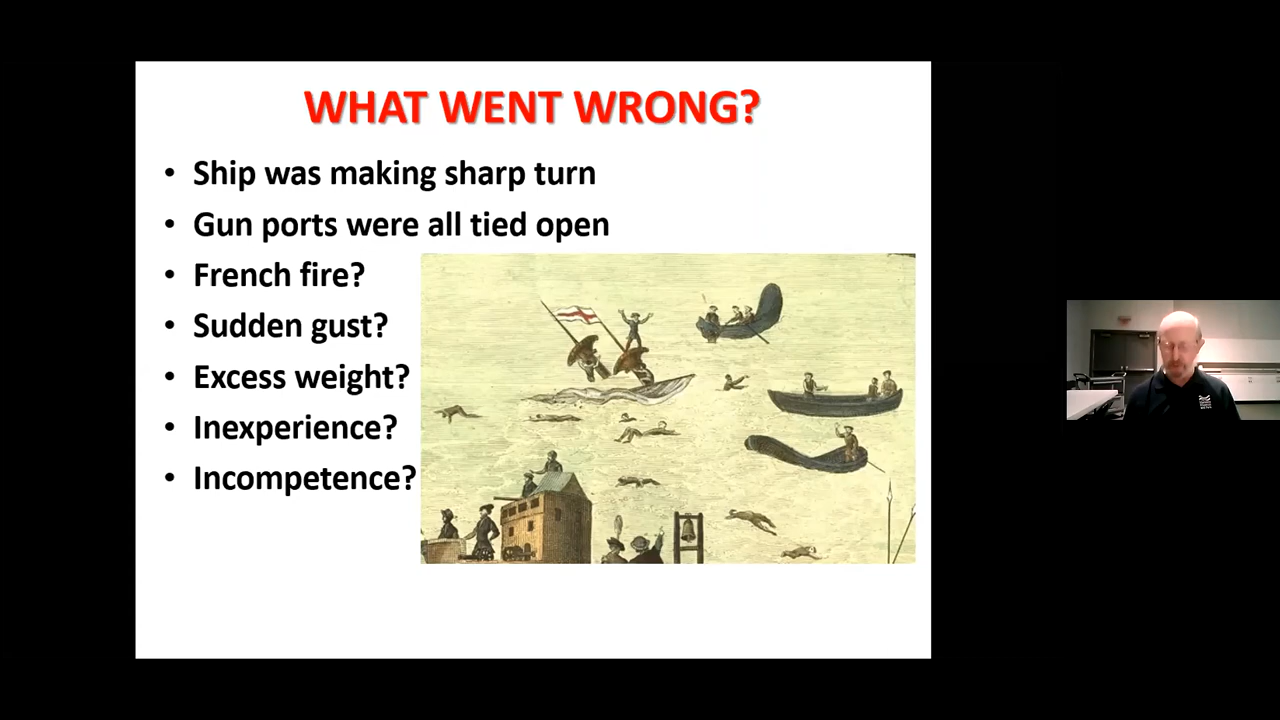 WHAT WENT WRONG?
• Ship was making sharp turn
• Gun ports were all tied open
• French fire?
• Sudden gust?
• Excess weight?
• Inexperience?
• Incompetence?